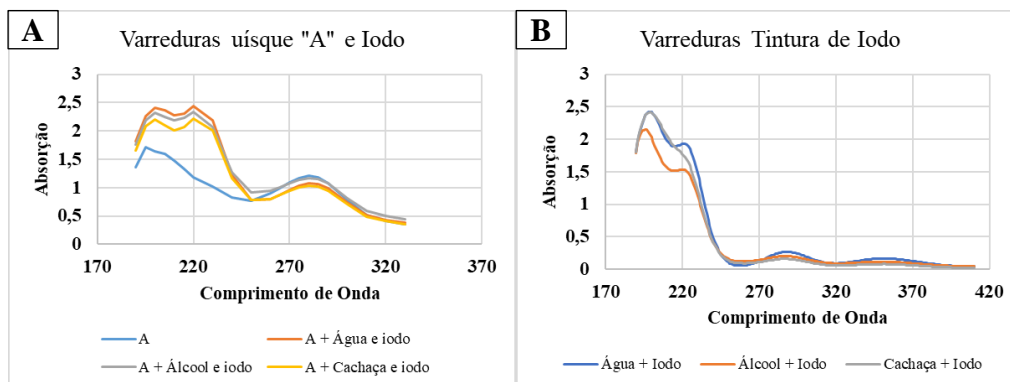 A
Varreduras uísque "A" e Iodo
3
2,5
2
1,5
1
0,5
0
170 220 270 320 370
Absorção
Comprimento de Onda
A
A + Água e iodo
A + Álcool e iodo
A + Cachaça e iodo
B
Varreduras Tintura de Iodo
3
2,5
2
1,5
1
0,5
0
170 220 270 320 370 420
Absorção
Comprimento de Onda
Água + Iodo
Álcool + Iodo
Cachaça + Iodo